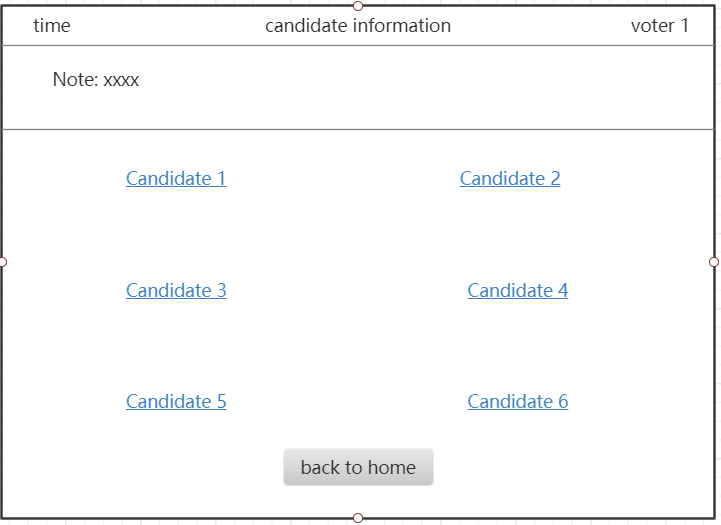 time candidate information voter 1
Note: xxxx
Candidate 1 Candidate 2
Candidate 3 Candidate 4
Candidate 5 Candidate 6
back to home